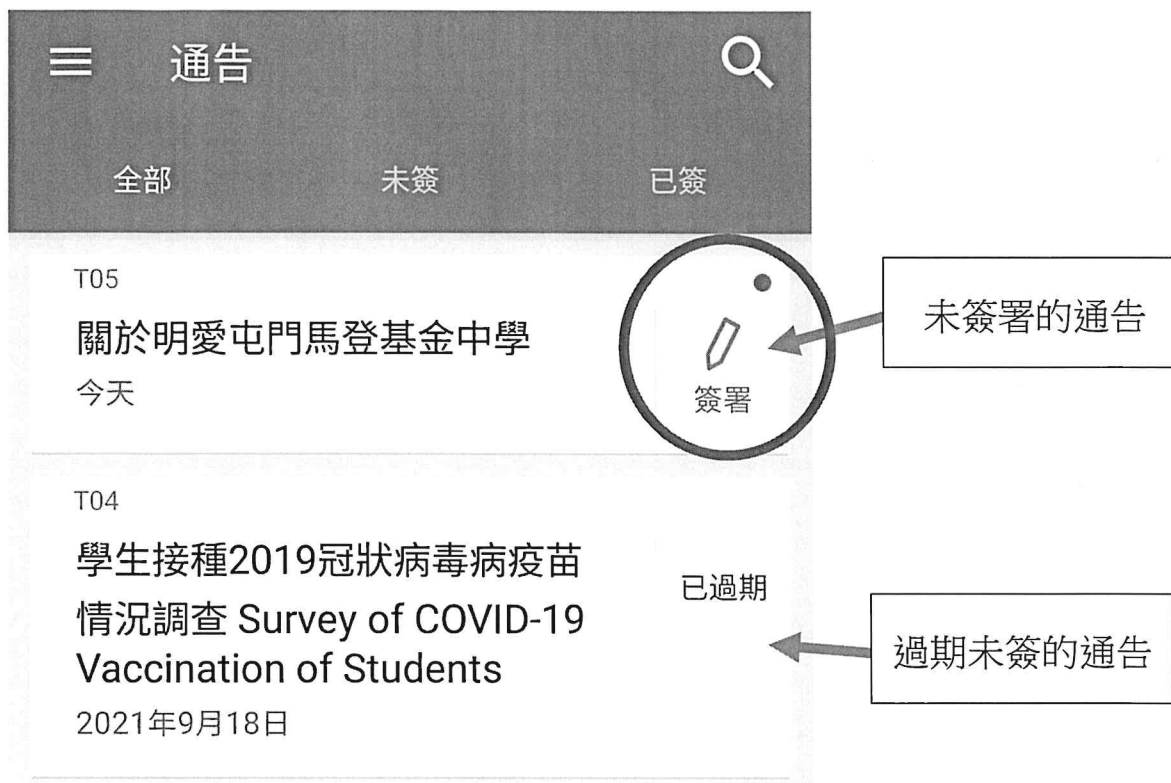 通告
全部 未簽 已簽
T05
關於明愛屯門馬登基金中學
今天
簽署
未簽署的通告
T04
學生接種2019冠狀病毒病疫苗
情況調查 Survey of COVID-19
Vaccination of Students
2021年9月18日
已過期
過期未簽的通告